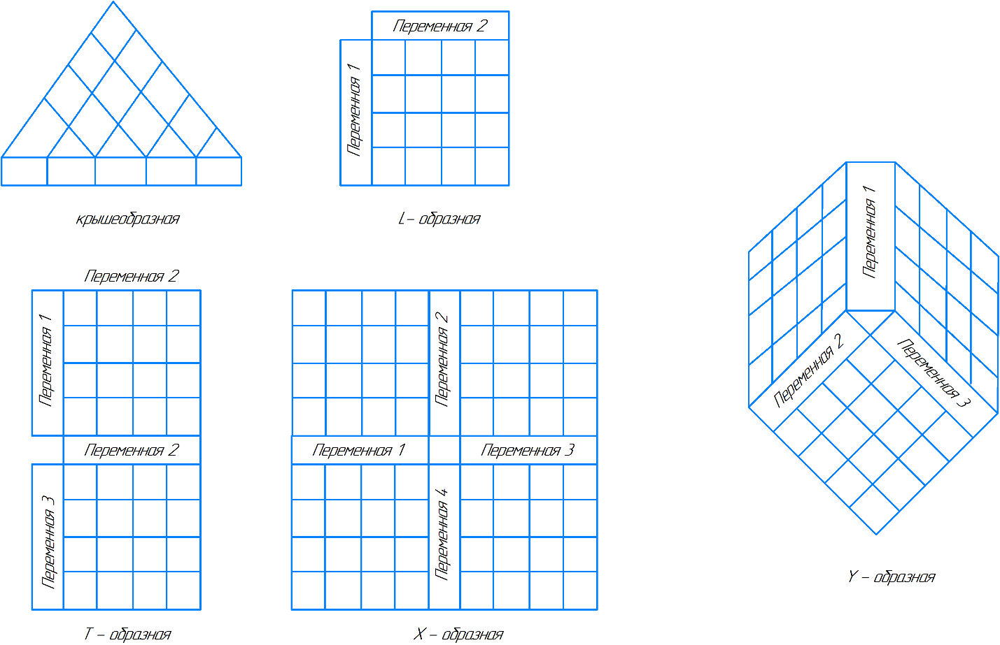 Переменная 2
Переменная 1
крышеобразная
L- образная
Переменная 1
Переменная 2
Переменная 3
Y - образная
Переменная 2
Переменная 1
Переменная 2
Переменная 3
T - образная
Переменная 2
Переменная 1
Переменная 3
Переменная 4
X - образная